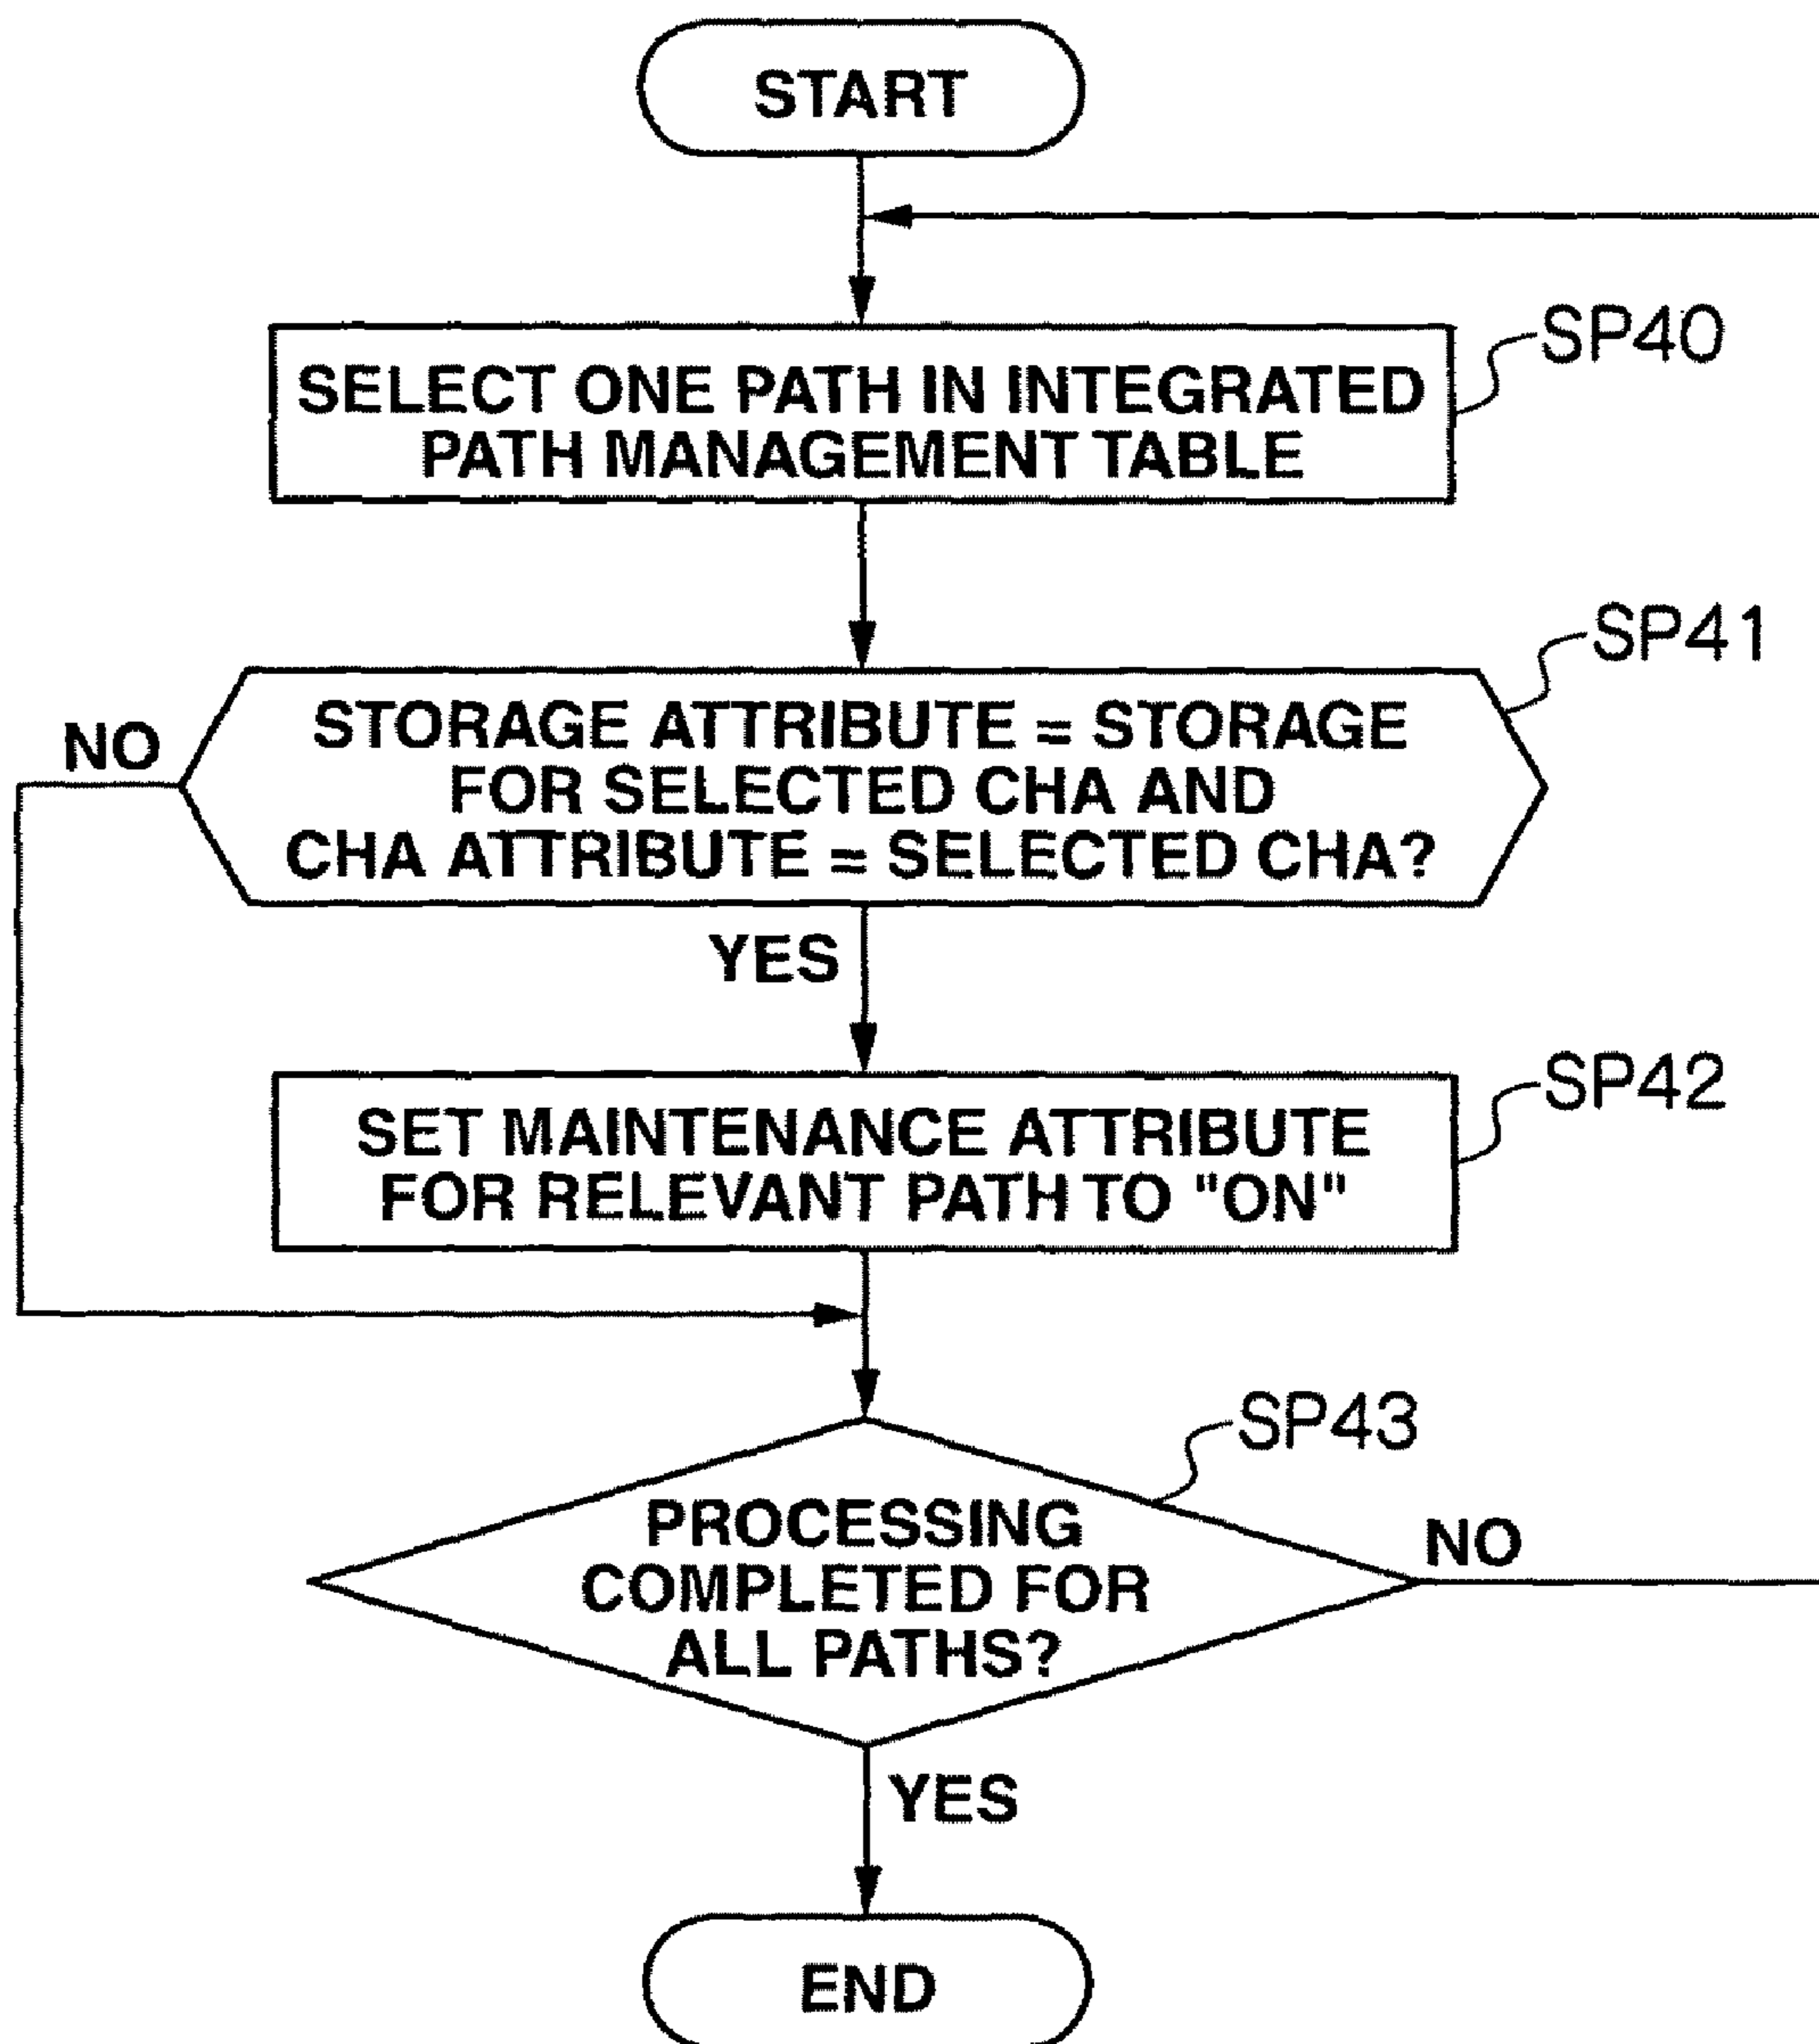 START
SP40
SELECT ONE PATH IN INTEGRATED
PATH MANAGEMENT TABLE
SP41
NO
STORAGE ATTRIBUTE = STORAGE
FOR SELECTED CHA AND
CHA ATTRIBUTE = SELECTED CHA?
YES
SP42
SET MAINTENANCE ATTRIBUTE
FOR RELEVANT PATH TO "ON"
SP43
PROCESSING
COMPLETED FOR
ALL PATHS?
NO
YES
END